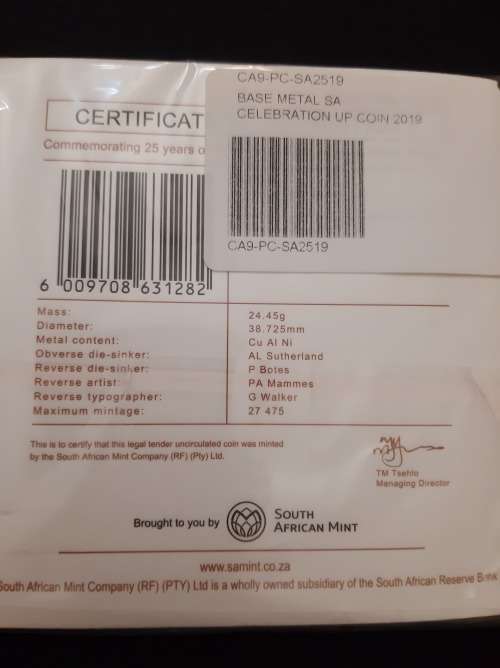 CA9-PC-SA2519
BASE METAL SA
CELEBRATION UP COIN 2019
CA9-PC-SA2519
CERTIFICAT
Commemorating 25 years o
6 009708 631282
Mass: 24.45g
Diameter: 38.725mm
Metal content: Cu Al Ni
Obverse die-sinker: AL Sutherland
Reverse die-sinker: P Botes
Reverse artist: PA Mammes
Reverse typographer: G Walker
Maximum mintage: 27 475
This is to certify that this legal tender uncirculated coin was minted
by the South African Mint Company (RF) (Pty) Ltd.
TM Tsehlo
Managing Director
Brought to you by
SOUTH
AFRICAN MINT
www.samint.co.za
South African Mint Company (RF) (PTY) Ltd is a wholly owned subsidiary of the South African Reserve Bank